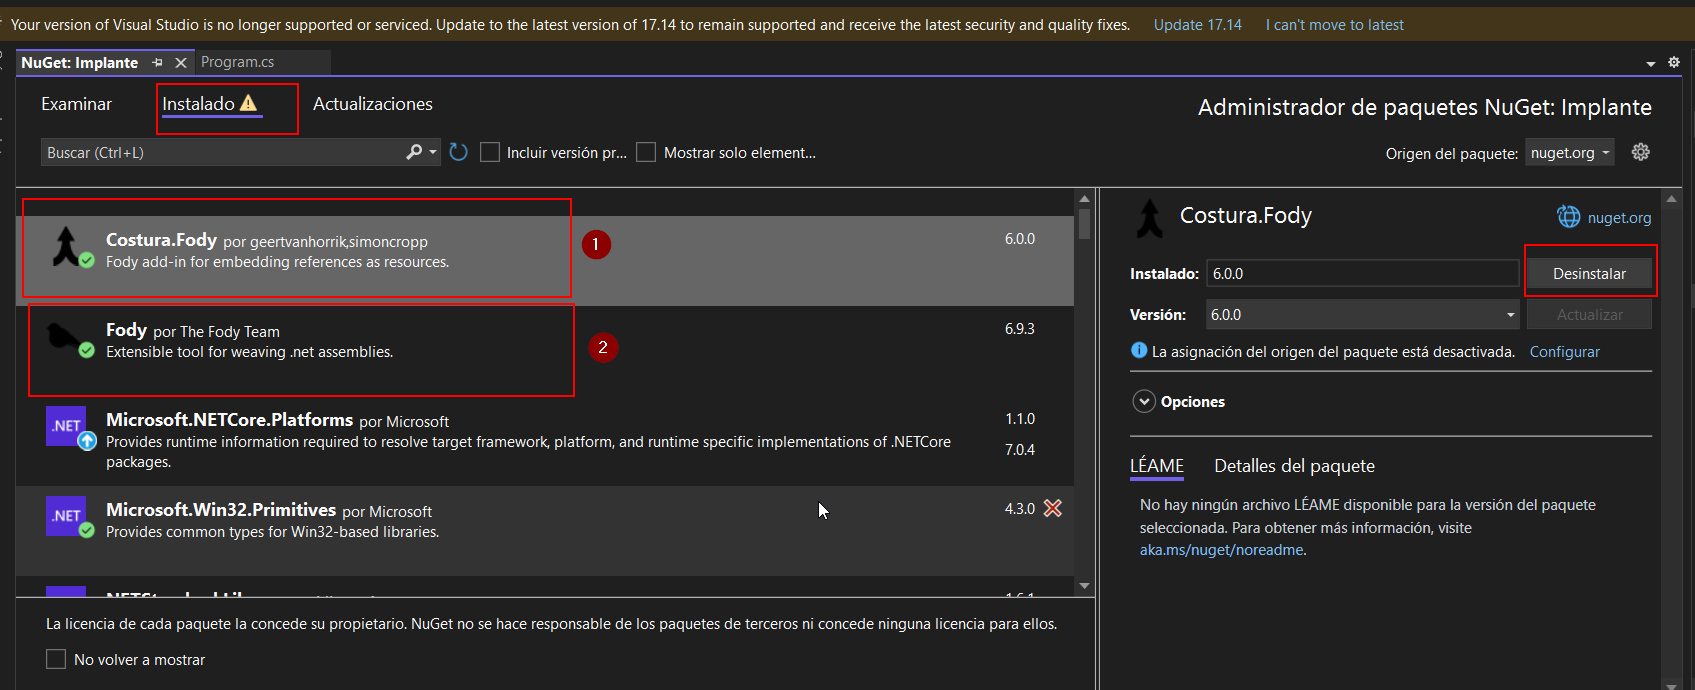 Your version of Visual Studio is no longer supported or serviced. Update to the latest version of 17.14 to remain supported and receive the latest security and quality fixes. Update 17.14 I can't move to latest
NuGet: Implante Program.cs
Examinar Instalado Actualizaciones
Administrador de paquetes NuGet: Implante
Buscar (Ctrl+L) Incluir versión pr... Mostrar solo element...
Origen del paquete: nuget.org
Costura.Fody por geertvanhorrik,simoncropp 6.0.0
Fody add-in for embedding references as resources.
1
Fody por The Fody Team 6.9.3
Extensible tool for weaving .net assemblies.
2
.NET
Microsoft.NETCore.Platforms por Microsoft 1.1.0
Provides runtime information required to resolve target framework, platform, and runtime specific implementations of .NETCore 7.0.4
packages.
.NET
Microsoft.Win32.Primitives por Microsoft 4.3.0
Provides common types for Win32-based libraries.
La licencia de cada paquete la concede su propietario. NuGet no se hace responsable de los paquetes de terceros ni concede ninguna licencia para ellos.
No volver a mostrar
Costura.Fody nuget.org
Instalado: 6.0.0 Desinstalar
Versión: 6.0.0 Actualizar
La asignación del origen del paquete está desactivada. Configurar
Opciones
LÉAME Detalles del paquete
No hay ningún archivo LÉAME disponible para la versión del paquete
seleccionada. Para obtener más información, visite
aka.ms/nuget/noreadme.